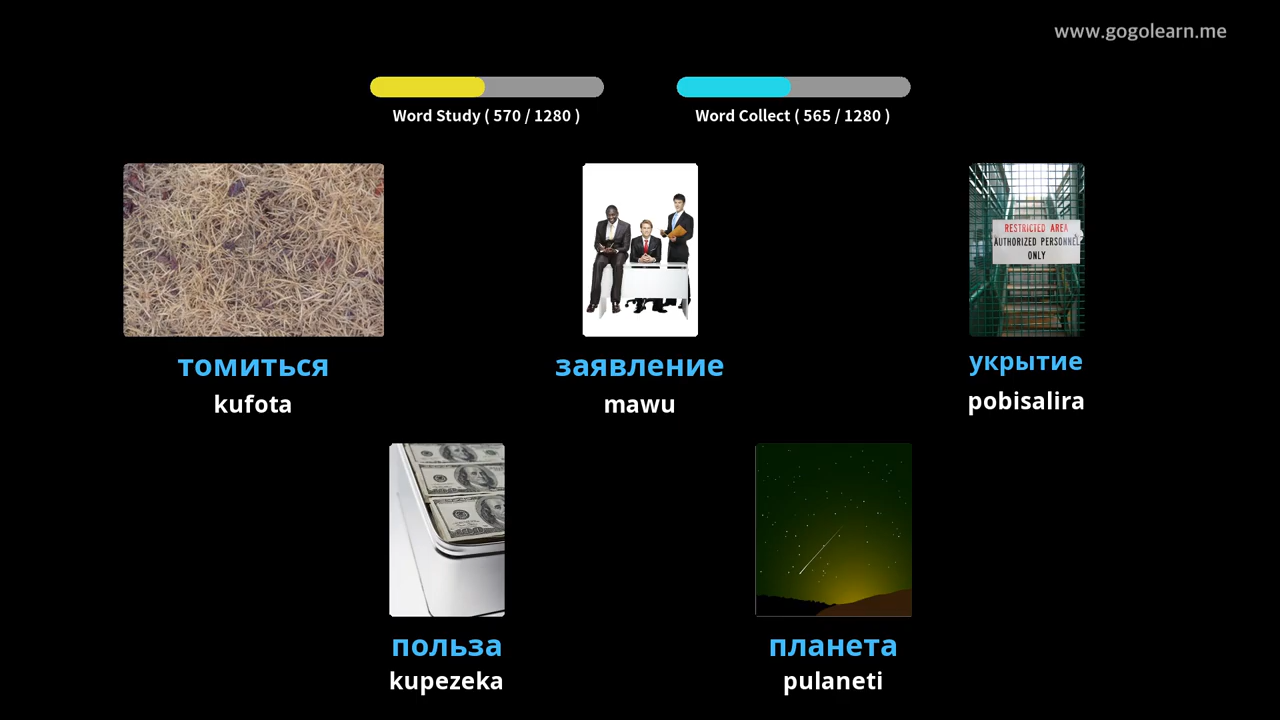 www.gogolearn.me
Word Study ( 570 / 1280 )
Word Collect ( 565 / 1280 )
RESTRICTED AREA
AUTHORIZED PERSONNEL
ONLY
томиться
kufota
заявление
mawu
укрытие
pobisalira
польза
kupezeka
планета
pulaneti